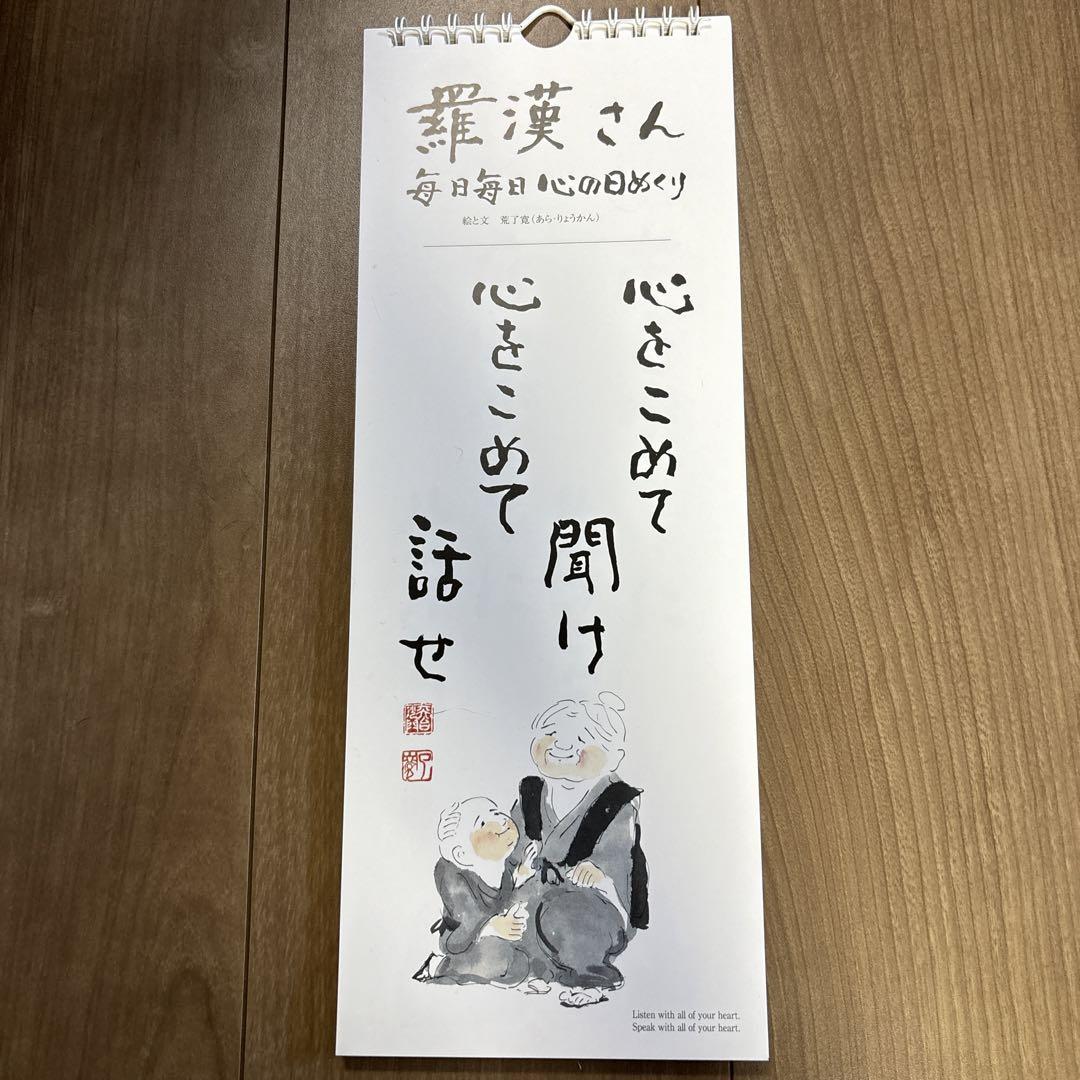 羅漢さん
毎日毎日心の日めくり
絵と文　荒了寛（あら・りょうかん）
心をこめて
聞け
心をこめて
話せ
Listen with all of your heart.
Speak with all of your heart.